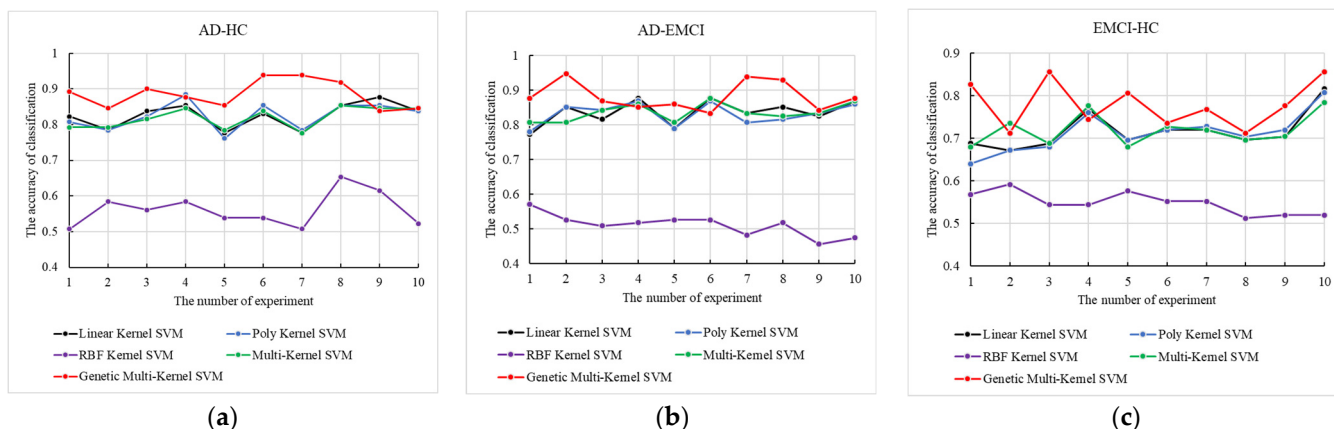 AD-HC
The accuracy of classification
1
0.9
0.8
0.7
0.6
0.5
0.4
1 2 3 4 5 6 7 8 9 10
The number of experiment
Linear Kernel SVM Poly Kernel SVM
RBF Kernel SVM Multi-Kernel SVM
Genetic Multi-Kernel SVM
(a)
AD-EMCI
The accuracy of classification
1
0.9
0.8
0.7
0.6
0.5
0.4
1 2 3 4 5 6 7 8 9 10
The number of experiment
Linear Kernel SVM Poly Kernel SVM
RBF Kernel SVM Multi-Kernel SVM
Genetic Multi-Kernel SVM
(b)
EMCI-HC
The accuracy of classification
0.9
0.8
0.7
0.6
0.5
0.4
1 2 3 4 5 6 7 8 9 10
The number of experiment
Linear Kernel SVM Poly Kernel SVM
RBF Kernel SVM Multi-Kernel SVM
Genetic Multi-Kernel SVM
(c)